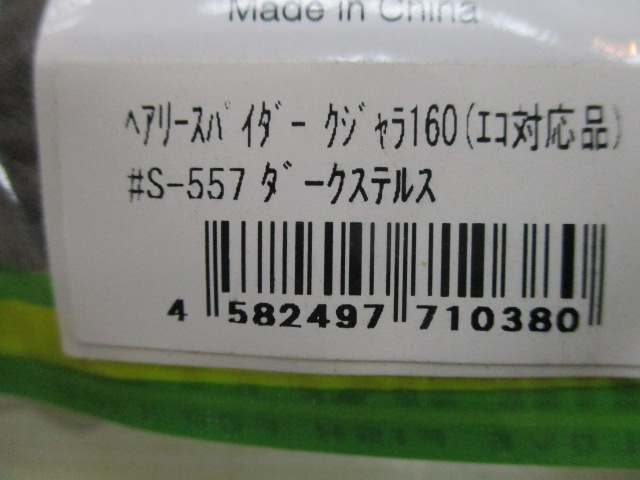 Made in China
ﾍｱﾘｰｽﾊﾟｲﾀﾞｰ ｸｼﾞｬﾗ160(ｴｺ対応品)
#S-557 ﾀﾞｰｸｽﾃﾙｽ
4 582497 710380